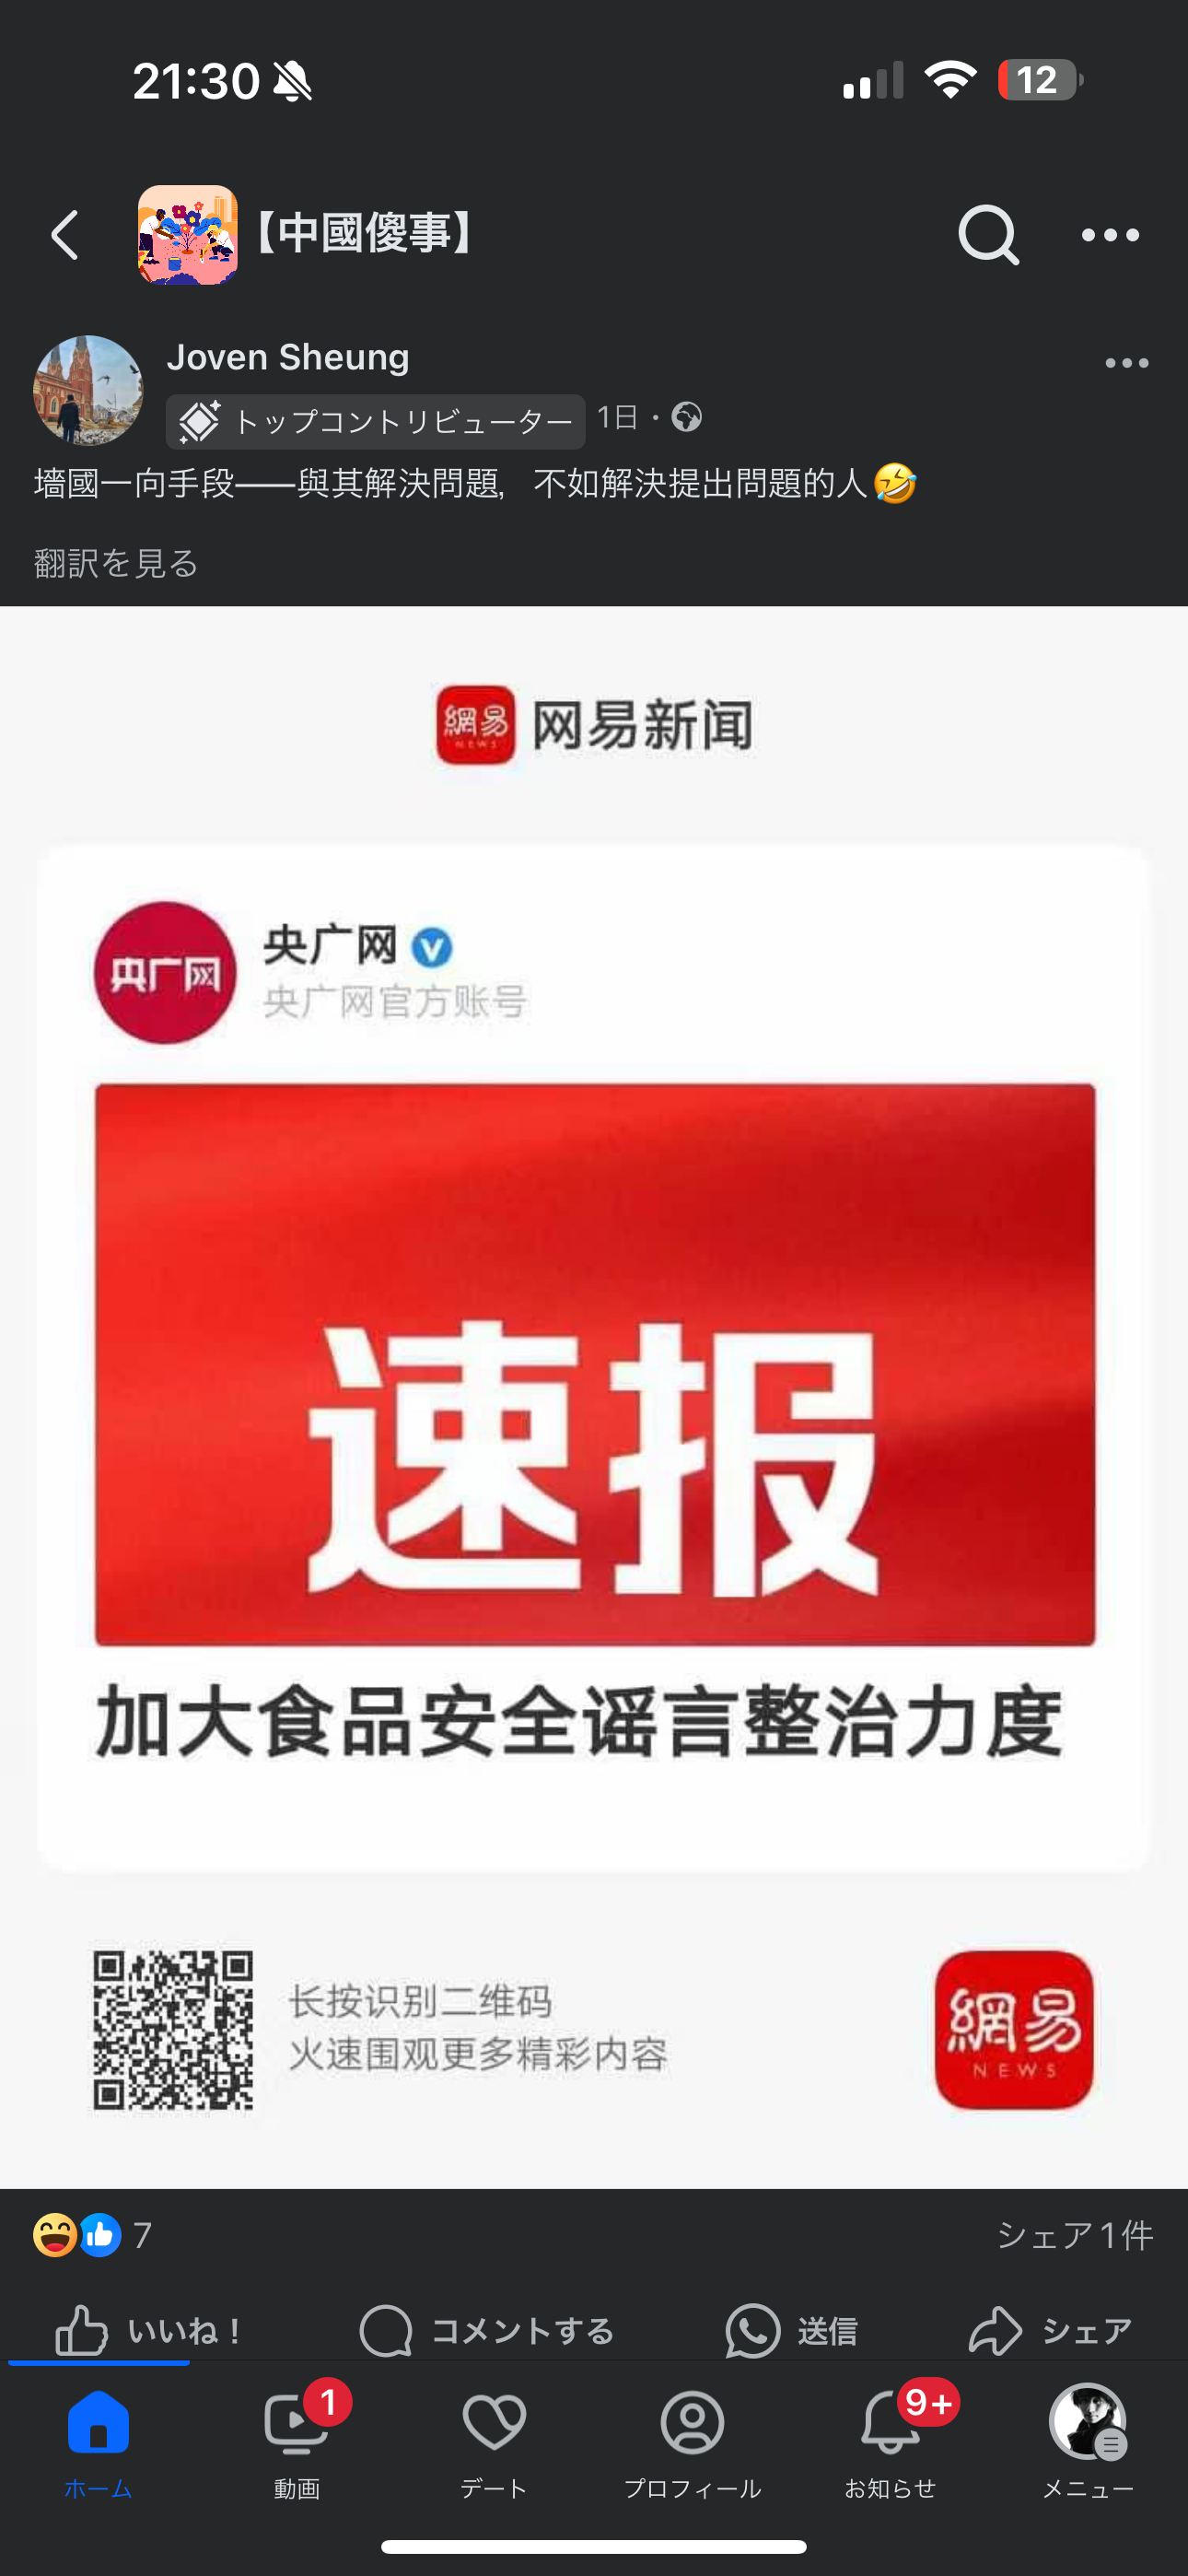 21:30
12
【中國傻事】
Joven Sheung
トップコントリビューター 1日・
墻國一向手段——與其解決問題，不如解決提出問題的人🤣
翻訳を見る
網易
NEWS
网易新闻
央广网
央广网
央广网官方账号
速报
加大食品安全谣言整治力度
长按识别二维码
火速围观更多精彩内容
網易
NEWS
7
シェア1件
いいね！
コメントする
送信
シェア
1
9+
ホーム
動画
デート
プロフィール
お知らせ
メニュー